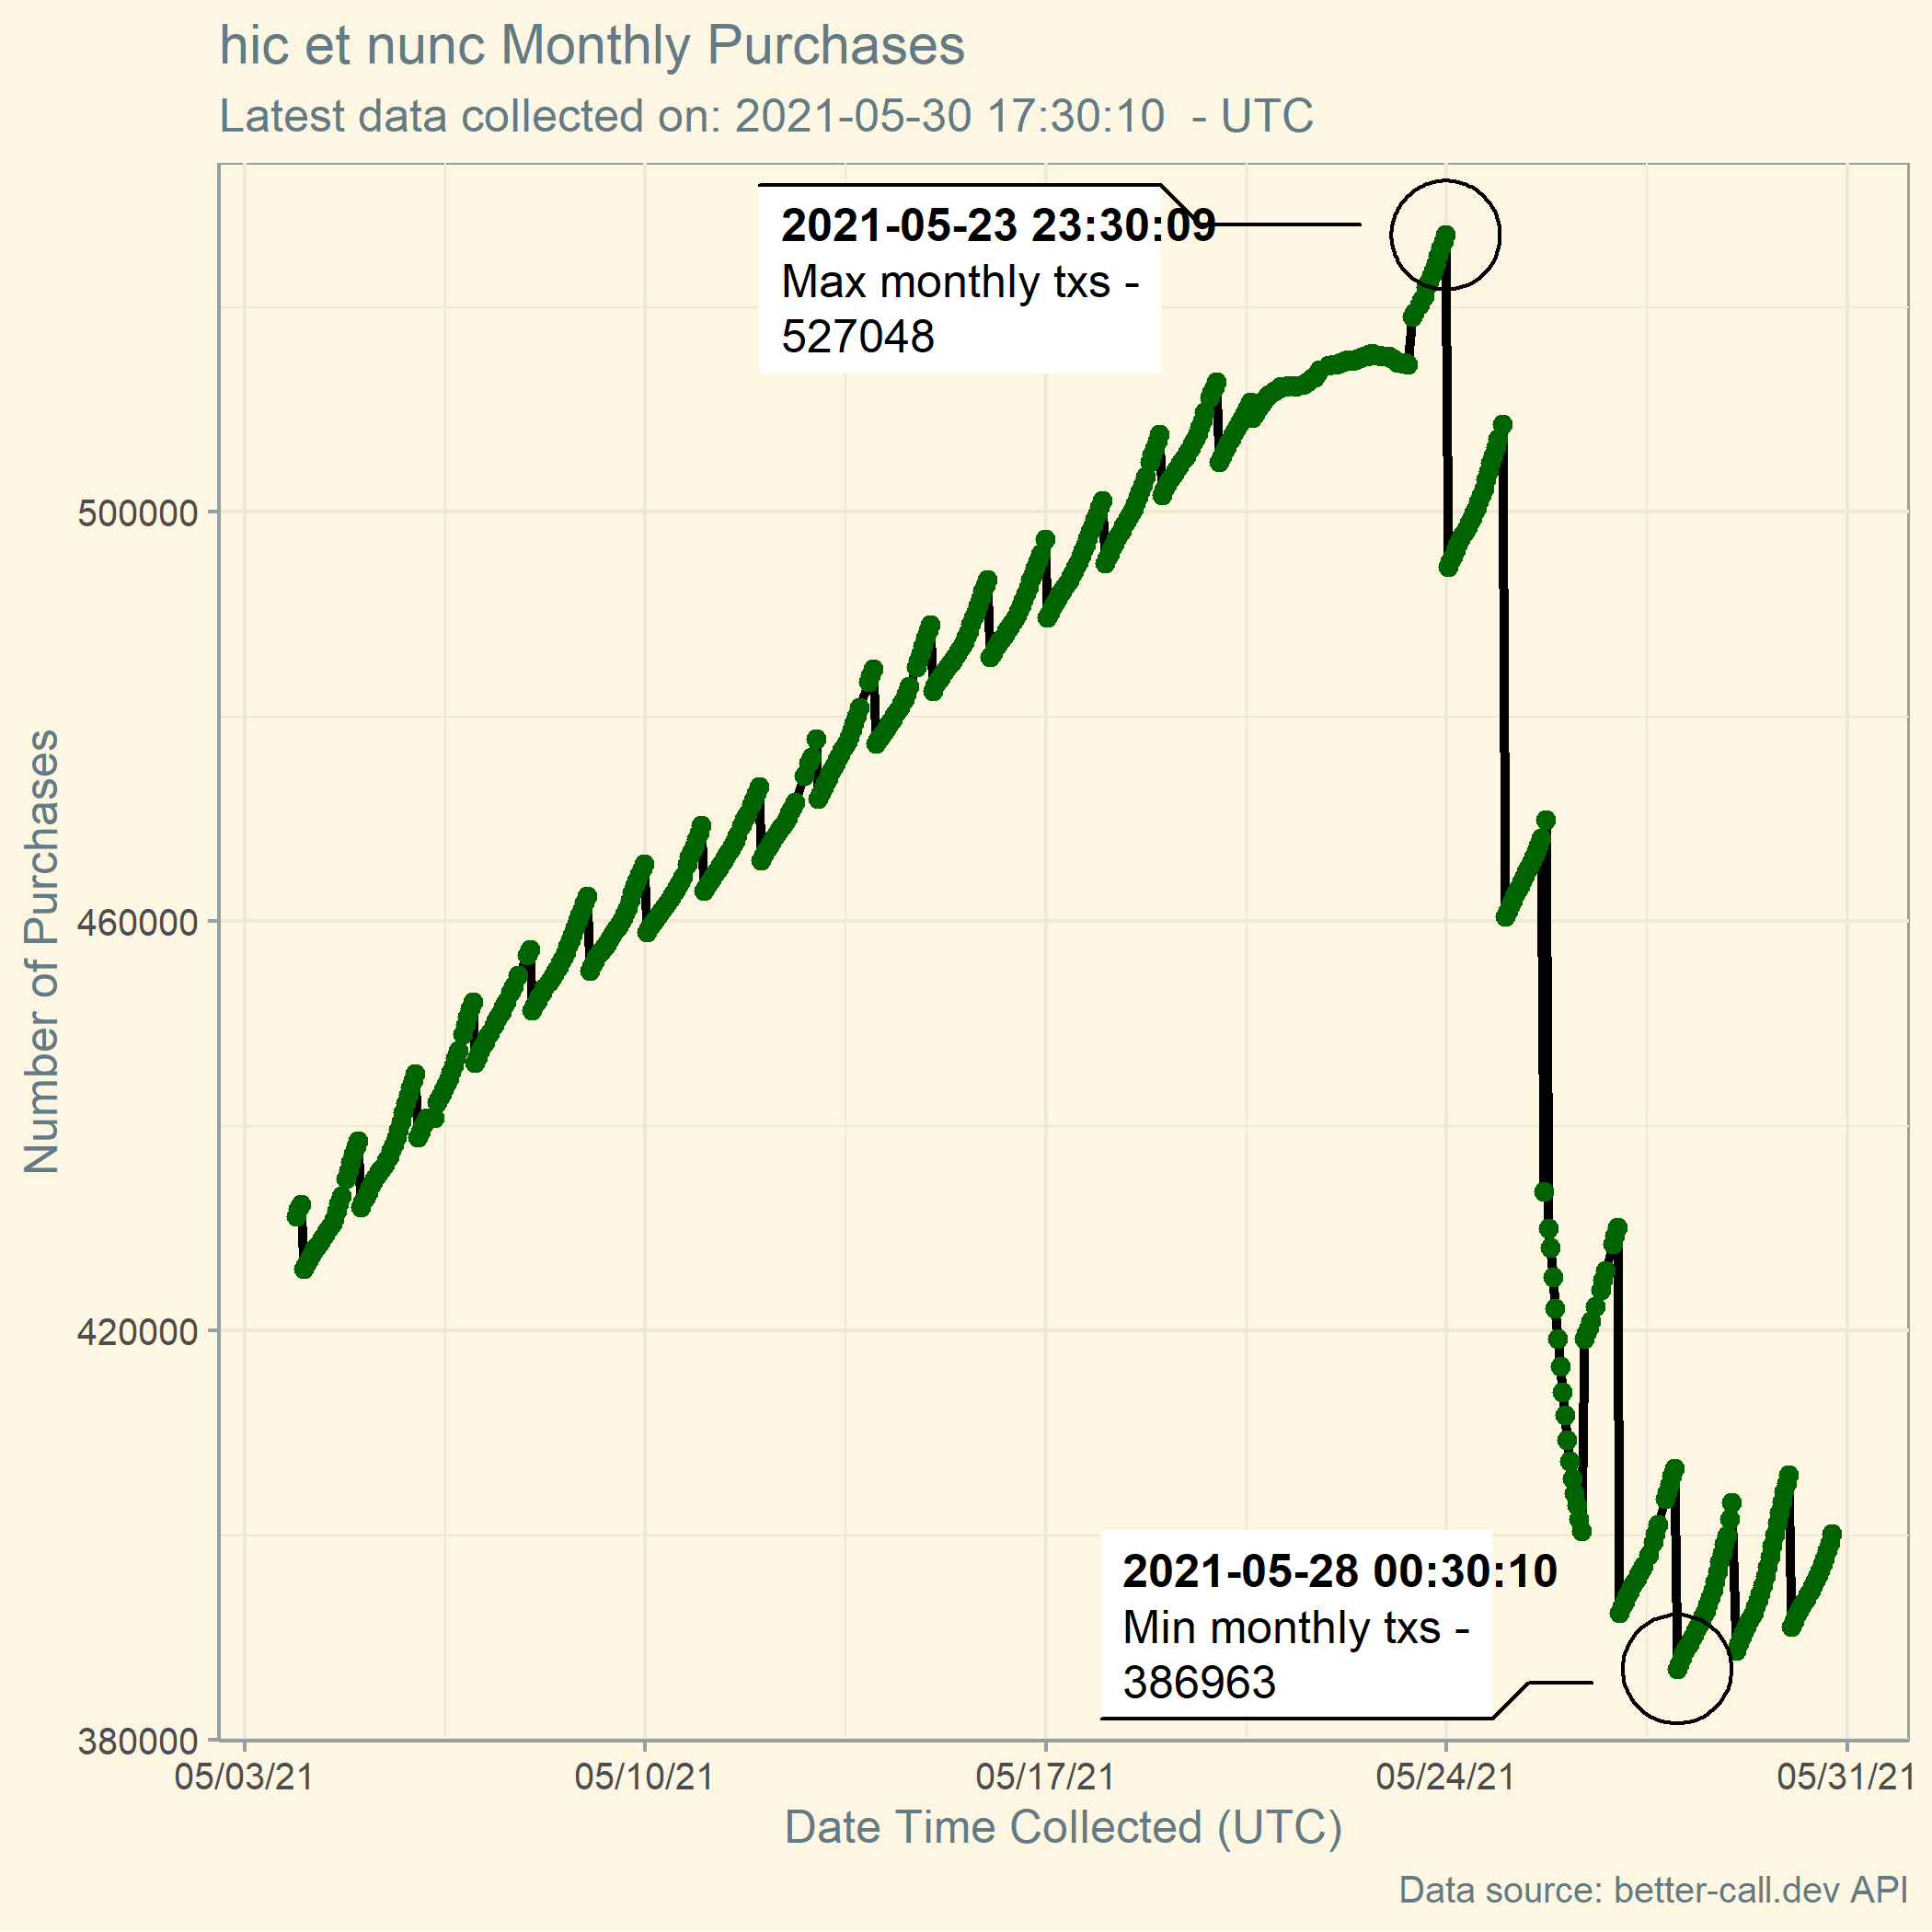 hic et nunc Monthly Purchases
Latest data collected on: 2021-05-30 17:30:10  - UTC
2021-05-23 23:30:09
Max monthly txs -
527048
Number of Purchases
500000
460000
420000
380000
2021-05-28 00:30:10
Min monthly txs -
386963
05/03/21 05/10/21 05/17/21 05/24/21 05/31/21
Date Time Collected (UTC)
Data source: better-call.dev API